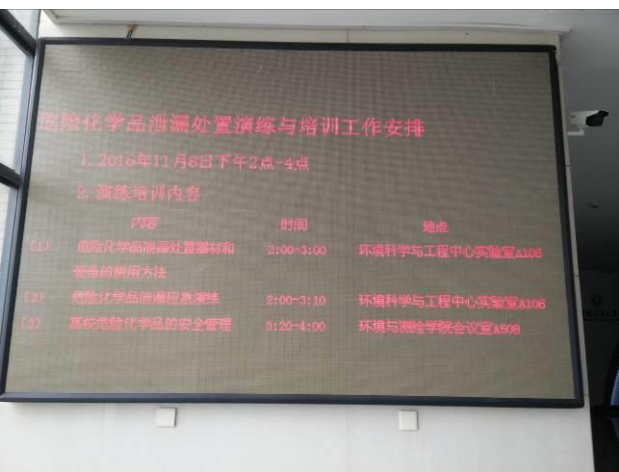 危险化学品泄漏处置演练与培训工作安排
1.2016年11月8日下午2点-4点
2.演练培训内容
内容 时间 地点
(1) 危险化学品泄漏处置器材和 2:00-3:00 环境科学与工程中心实验室A106
设备的使用方法
(2) 危险化学品泄漏应急演练 2:00-3:10 环境科学与工程中心实验室A106
(3) 高校危险化学品的安全管理 3:20-4:00 环境与测绘学院会议室A508